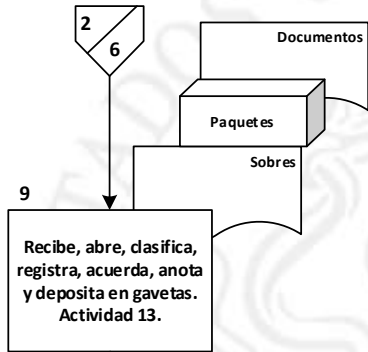 2
6
Documentos
Paquetes
Sobres
9
Recibe, abre, clasifica,
registra, acuerda, anota
y deposita en gavetas.
Actividad 13.